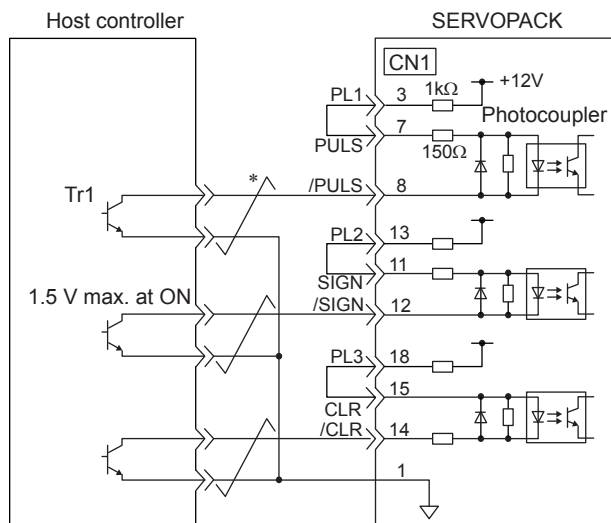 Host controller
SERVOPACK
CN1
PL1
3
1kΩ
+12V
Photocoupler
7
PULS
150Ω
*
/PULS
8
Tr1
PL2
13
11
SIGN
1.5 V max. at ON
/SIGN
12
PL3
18
15
CLR
/CLR
14
1